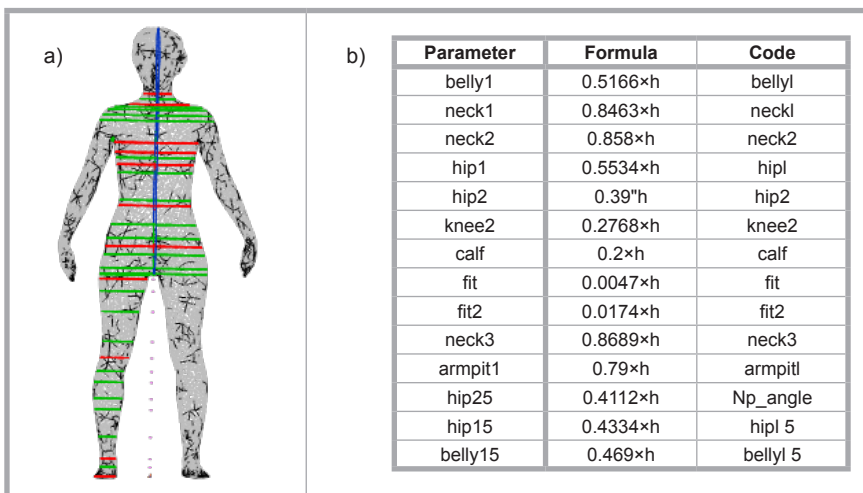 a)
b)
Parameter Formula Code
belly1 0.5166×h bellyl
neck1 0.8463×h neckl
neck2 0.858×h neck2
hip1 0.5534×h hipl
hip2 0.39"h hip2
knee2 0.2768×h knee2
calf 0.2×h calf
fit 0.0047×h fit
fit2 0.0174×h fit2
neck3 0.8689×h neck3
armpit1 0.79×h armpitl
hip25 0.4112×h Np_angle
hip15 0.4334×h hipl 5
belly15 0.469×h bellyl 5